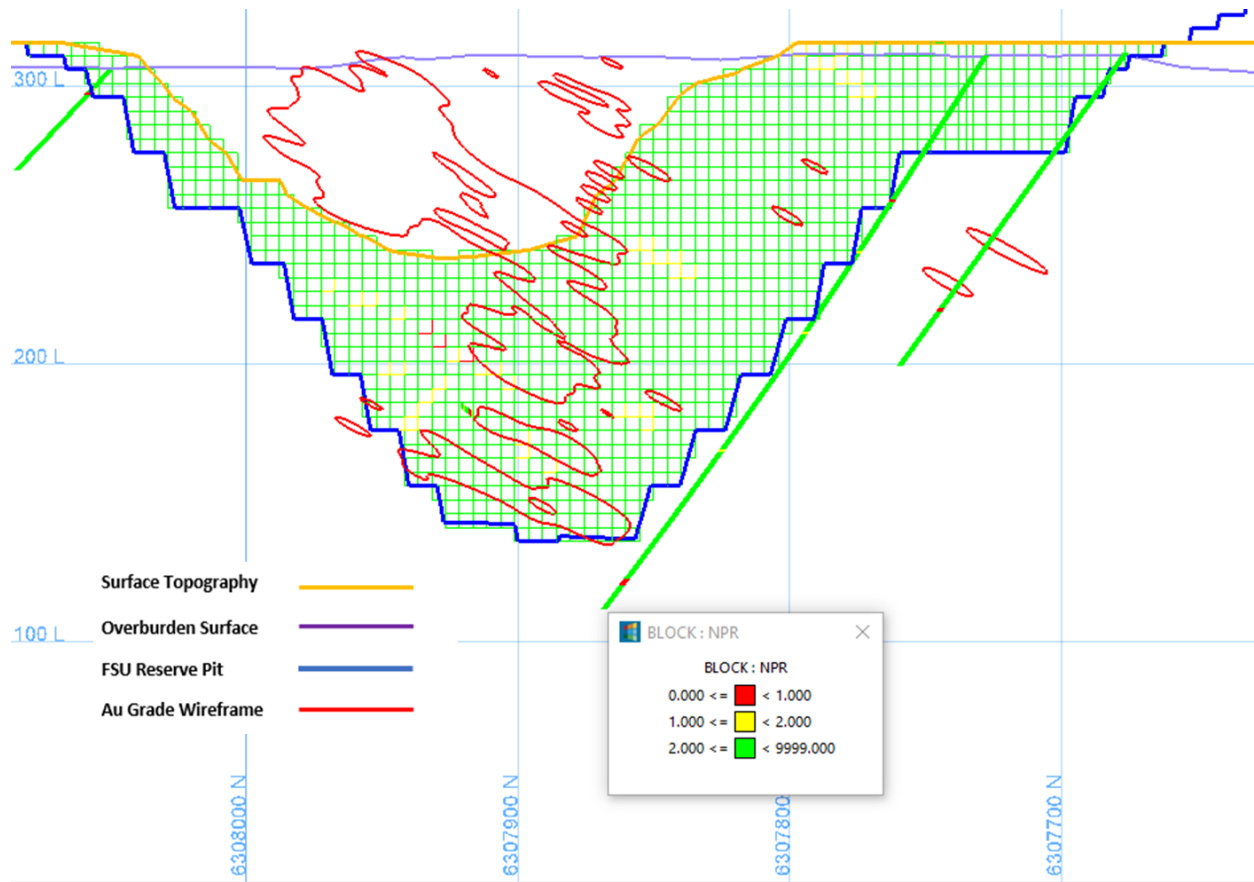 300 L
200 L
100 L
Surface Topography
Overburden Surface
FSU Reserve Pit
Au Grade Wireframe
BLOCK : NPR
BLOCK : NPR
0.000 <= < 1.000
1.000 <= < 2.000
2.000 <= < 9999.000
6308000 N
6307900 N
6307800 N
6307700 N